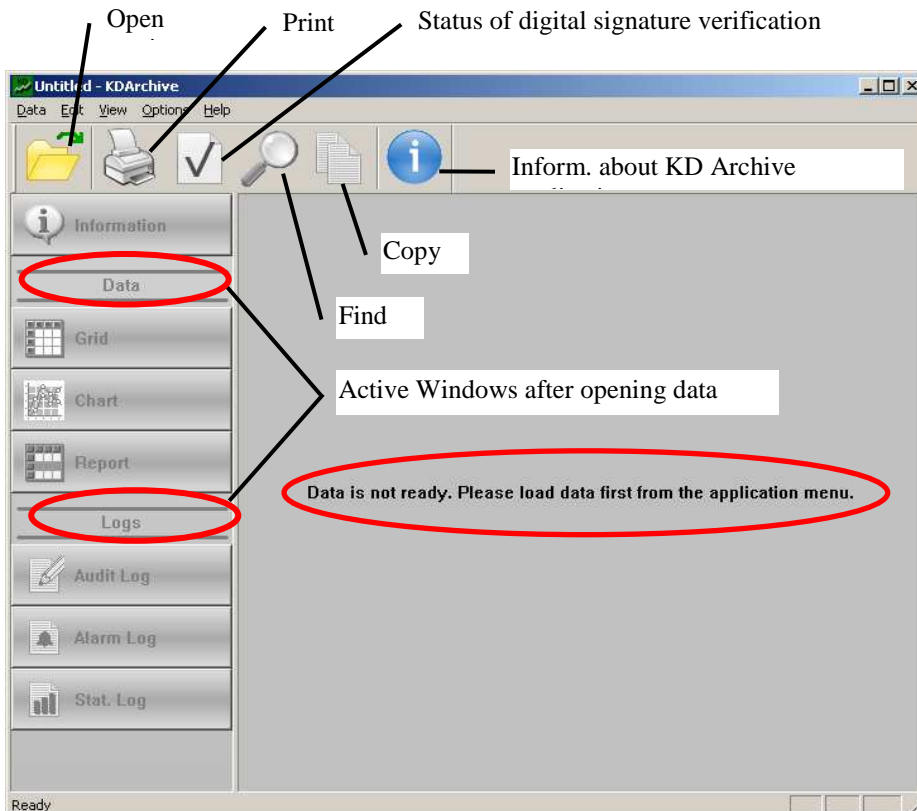 Open
Print
Status of digital signature verification
Untitled - KDArchive
Data Edit View Options Help
Inform. about KD Archive
Information
Copy
Data
Find
Grid
Active Windows after opening data
Chart
Report
Data is not ready. Please load data first from the application menu.
Logs
Audit Log
Alarm Log
Stat. Log
Ready